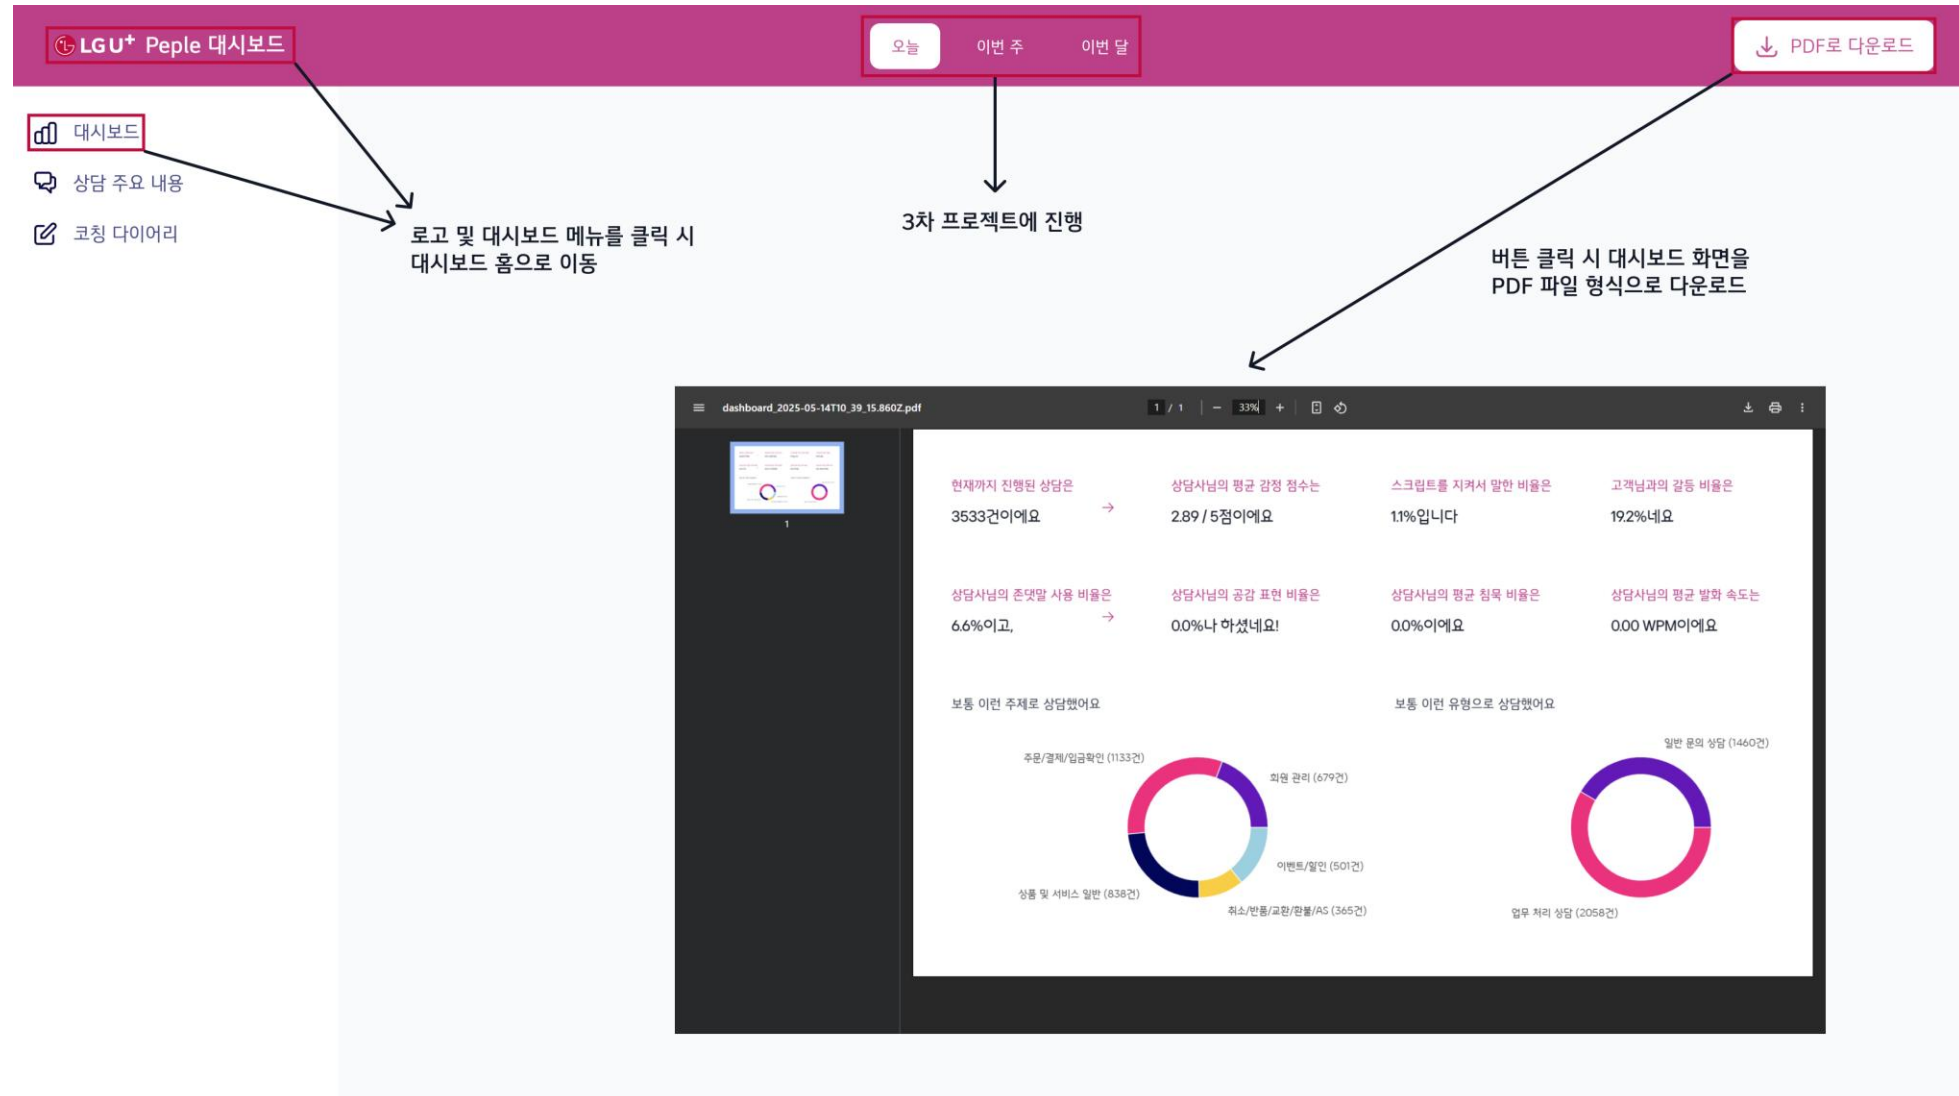 LG U+ Peple 대시보드
오늘
이번 주
이번 달
PDF로 다운로드
대시보드
상담 주요 내용
코칭 다이어리
로고 및 대시보드 메뉴를 클릭 시
대시보드 홈으로 이동
3차 프로젝트에 진행
버튼 클릭 시 대시보드 화면을
PDF 파일 형식으로 다운로드
dashboard_2025-05-14T10_39_15.860Z.pdf
1 / 1
33%
1
현재까지 진행된 상담은
3533건이에요
상담사님의 평균 감정 점수는
2.89 / 5점이에요
스크립트를 지켜서 말한 비율은
1.1%입니다
고객님과의 갈등 비율은
19.2%네요
상담사님의 존댓말 사용 비율은
6.6%이고,
상담사님의 공감 표현 비율은
0.0%나 하셨네요!
상담사님의 평균 침묵 비율은
0.0%이에요
상담사님의 평균 발화 속도는
0.00 WPM이에요
보통 이런 주제로 상담했어요
주문/결제/입금확인 (1133건)
회원 관리 (679건)
이벤트/할인 (501건)
상품 및 서비스 일반 (838건)
취소/반품/교환/환불/AS (365건)
보통 이런 유형으로 상담했어요
일반 문의 상담 (1460건)
업무 처리 상담 (2058건)